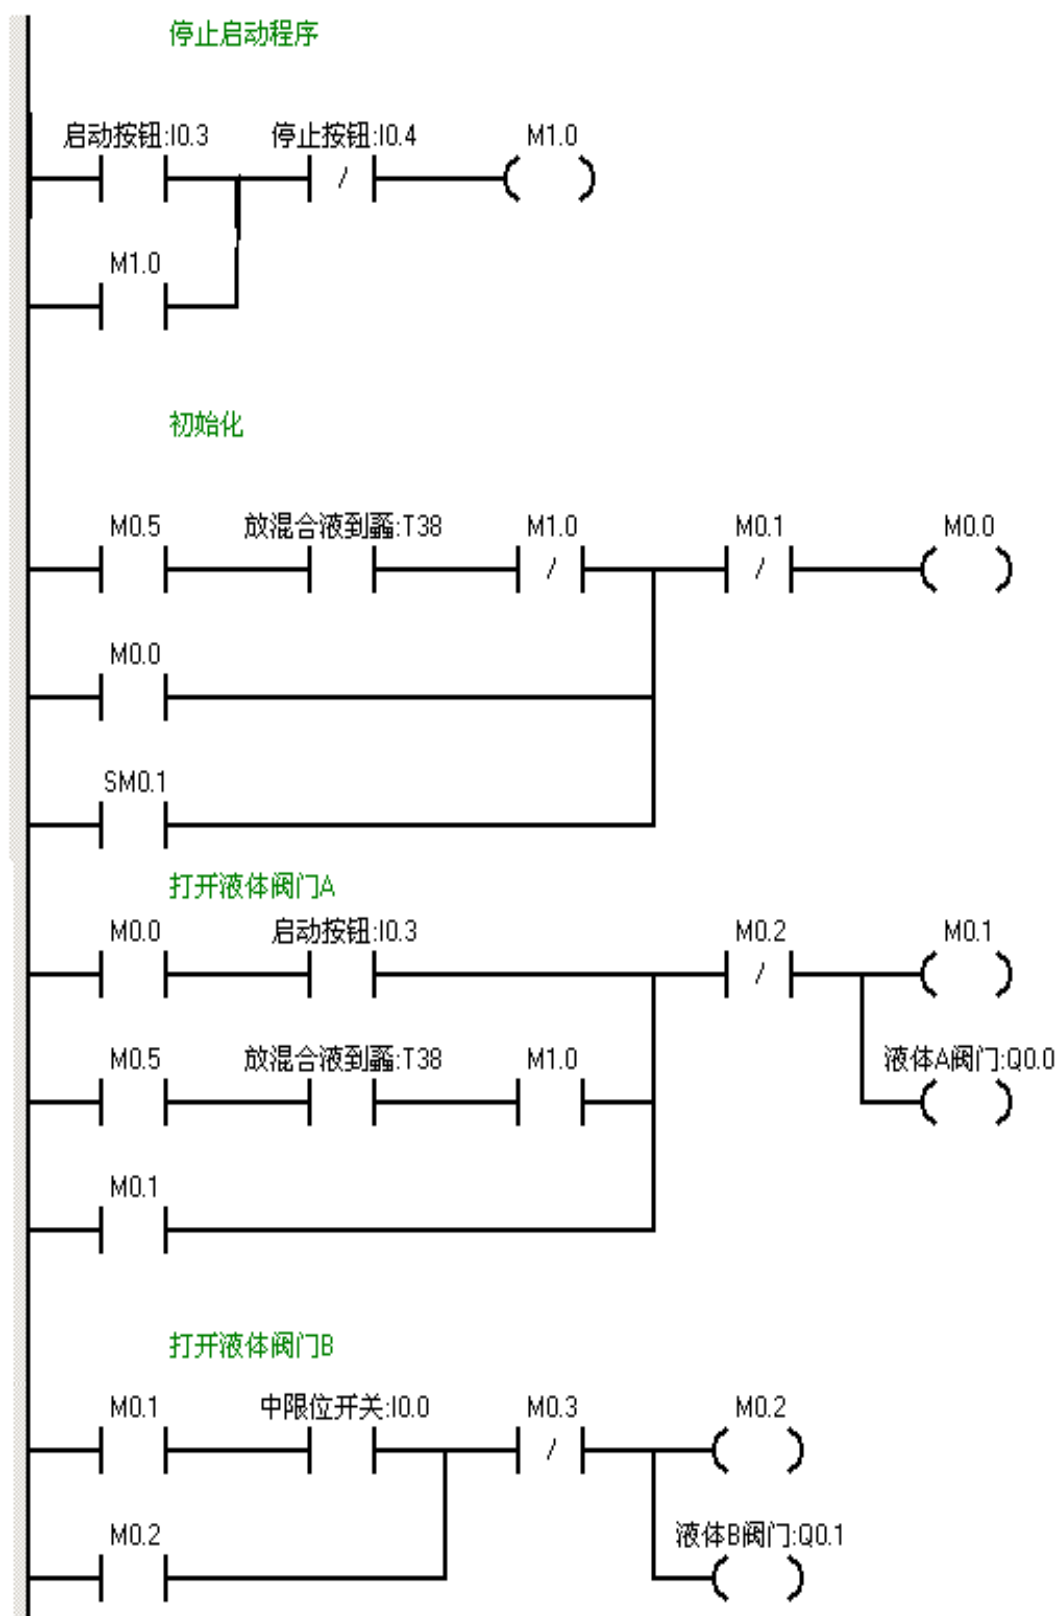 停止启动程序
启动按钮:I0.3 停止按钮:I0.4 M1.0
/
M1.0
初始化
M0.5 放混合液到:T38 M1.0 M0.1 M0.0
/ /
M0.0
SM0.1
打开液体阀门A
M0.0 启动按钮:I0.3 M0.2 M0.1
/
M0.5 放混合液到:T38 M1.0 液体A阀门:Q0.0
M0.1
打开液体阀门B
M0.1 中限位开关:I0.0 M0.3 M0.2
/
M0.2 液体B阀门:Q0.1